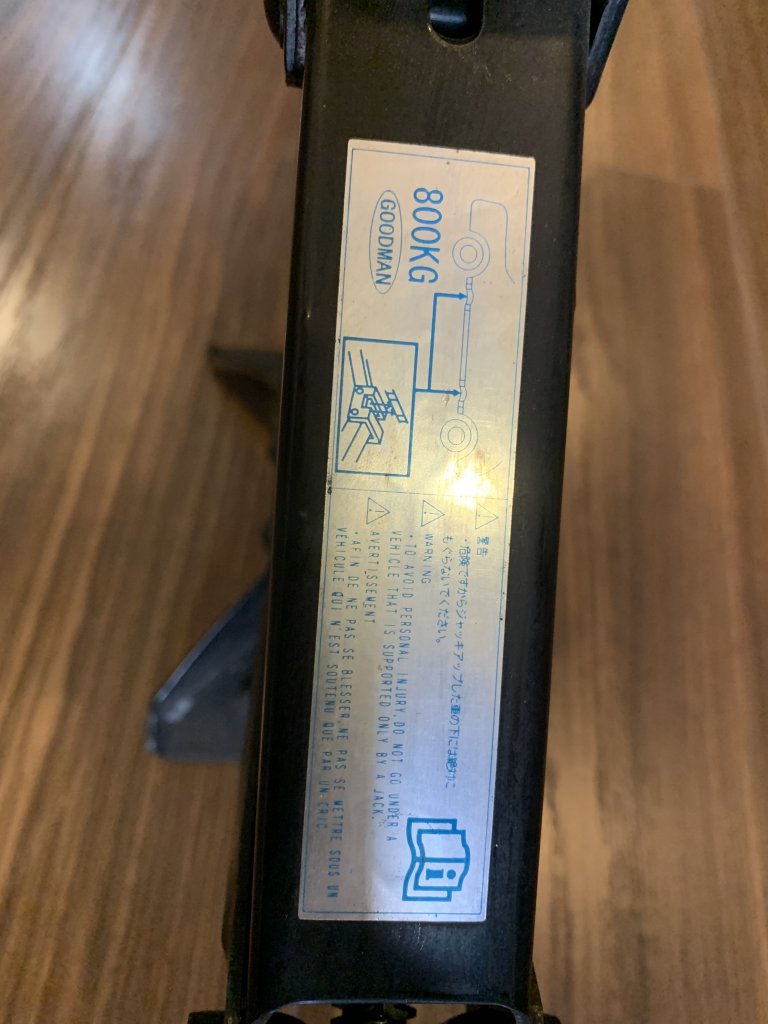 800KG
GOODMAN
警告
・危険ですからジャッキアップした車の下には絶対に
もぐらないでください。
WARNING
・TO AVOID PERSONAL INJURY, DO NOT GO UNDER A
VEHICLE THAT IS SUPPORTED ONLY BY A JACK.
AVERTISSEMENT
・AFIN DE NE PAS SE BLESSER, NE PAS SE METTRE SOUS UN
VEHICULE QUI N'EST SOUTENU QUE PAR UN CRIC.